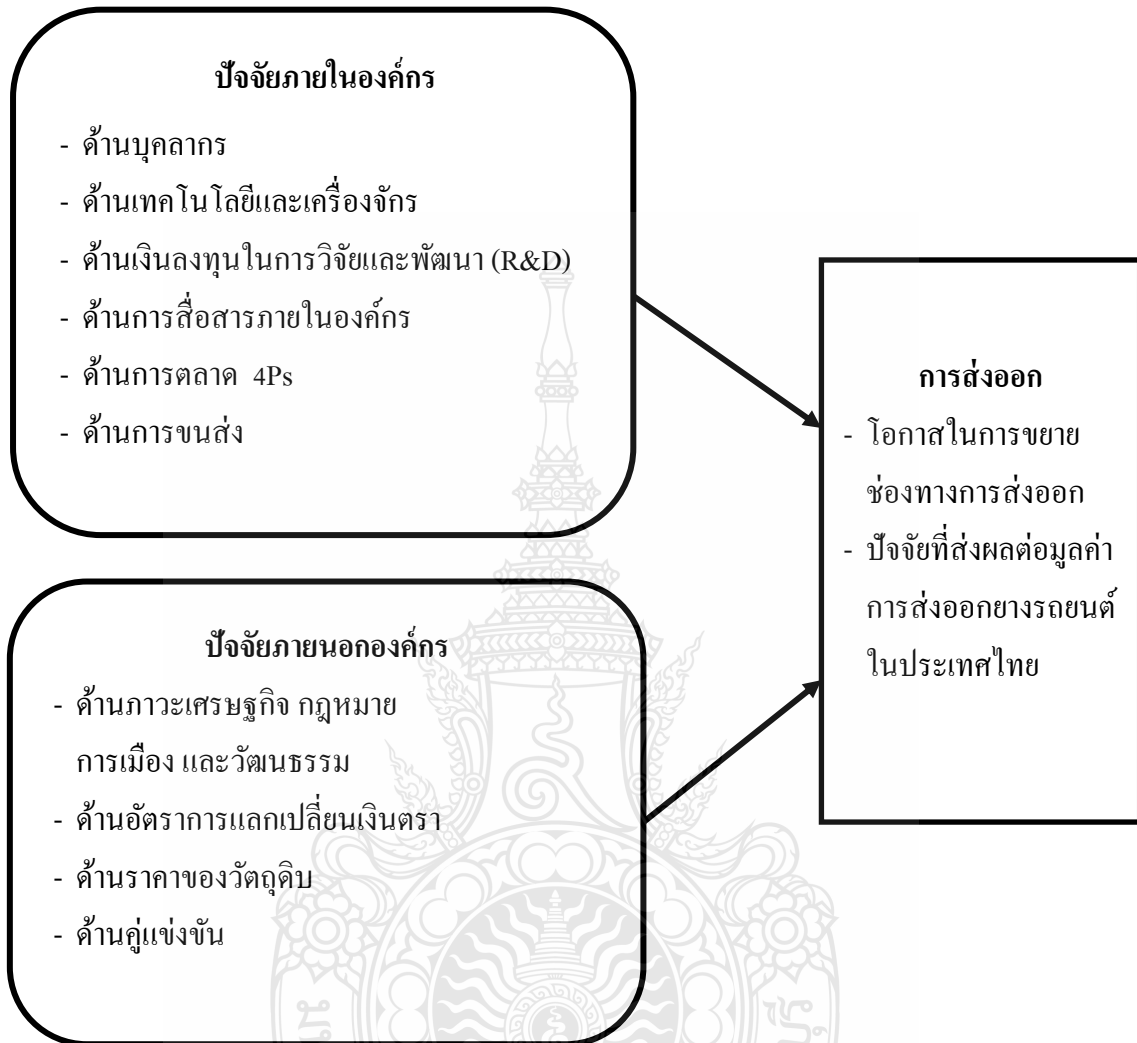 ปัจจัยภายในองค์กร
- ด้านบุคลากร
- ด้านเทคโนโลยีและเครื่องจักร
- ด้านเงินลงทุนในการวิจัยและพัฒนา (R&D)
- ด้านการสื่อสารภายในองค์กร
- ด้านการตลาด 4Ps
- ด้านการขนส่ง
ปัจจัยภายนอกองค์กร
- ด้านภาวะเศรษฐกิจ กฎหมาย
การเมือง และวัฒนธรรม
- ด้านอัตราการแลกเปลี่ยนเงินตรา
- ด้านราคาของวัตถุดิบ
- ด้านคู่แข่งขัน
การส่งออก
- โอกาสในการขยาย
ช่องทางการส่งออก
- ปัจจัยที่ส่งผลต่อมูลค่า
การส่งออกยางรถยนต์
ในประเทศไทย